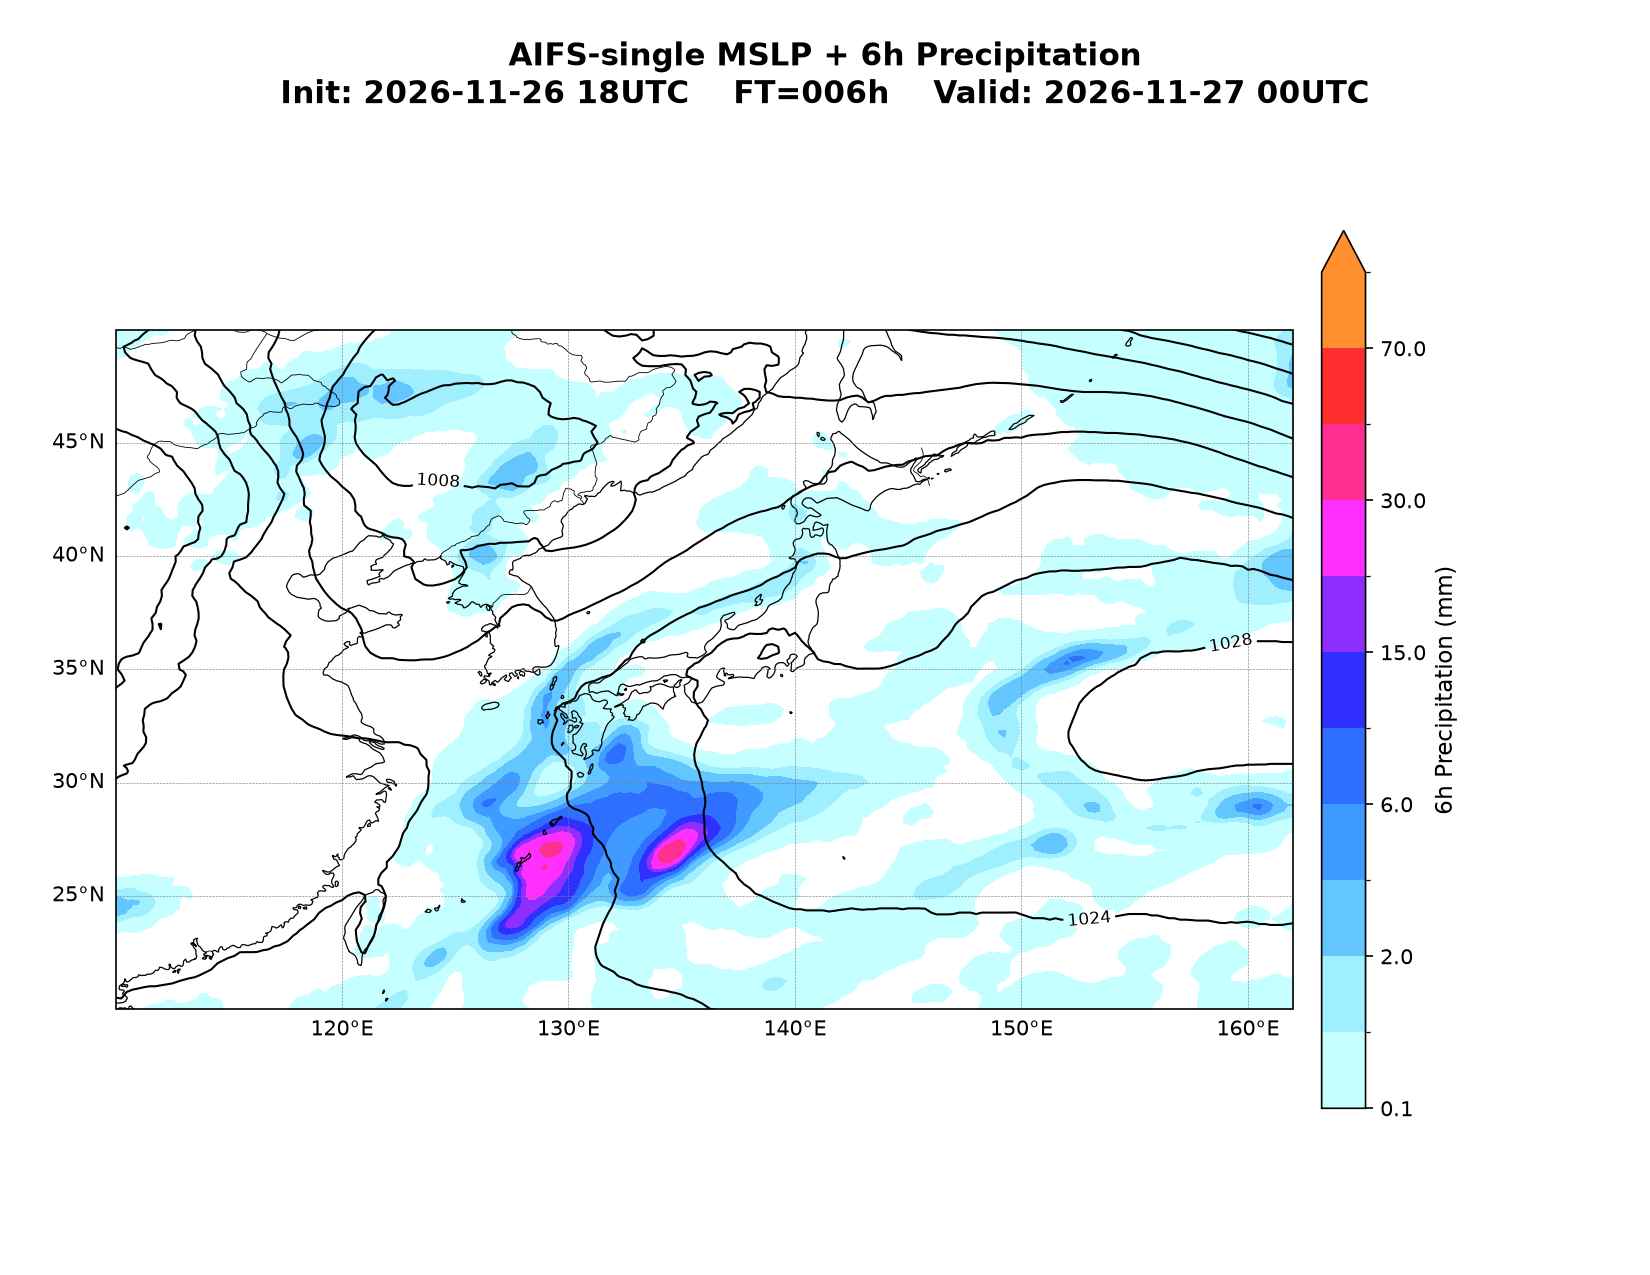 AIFS-single MSLP + 6h Precipitation
Init: 2026-11-26 18UTC    FT=006h    Valid: 2026-11-27 00UTC
45°N
40°N
35°N
30°N
25°N
120°E
130°E
140°E
150°E
160°E
1008
1028
1024
70.0
30.0
15.0
6.0
2.0
0.1
6h Precipitation (mm)